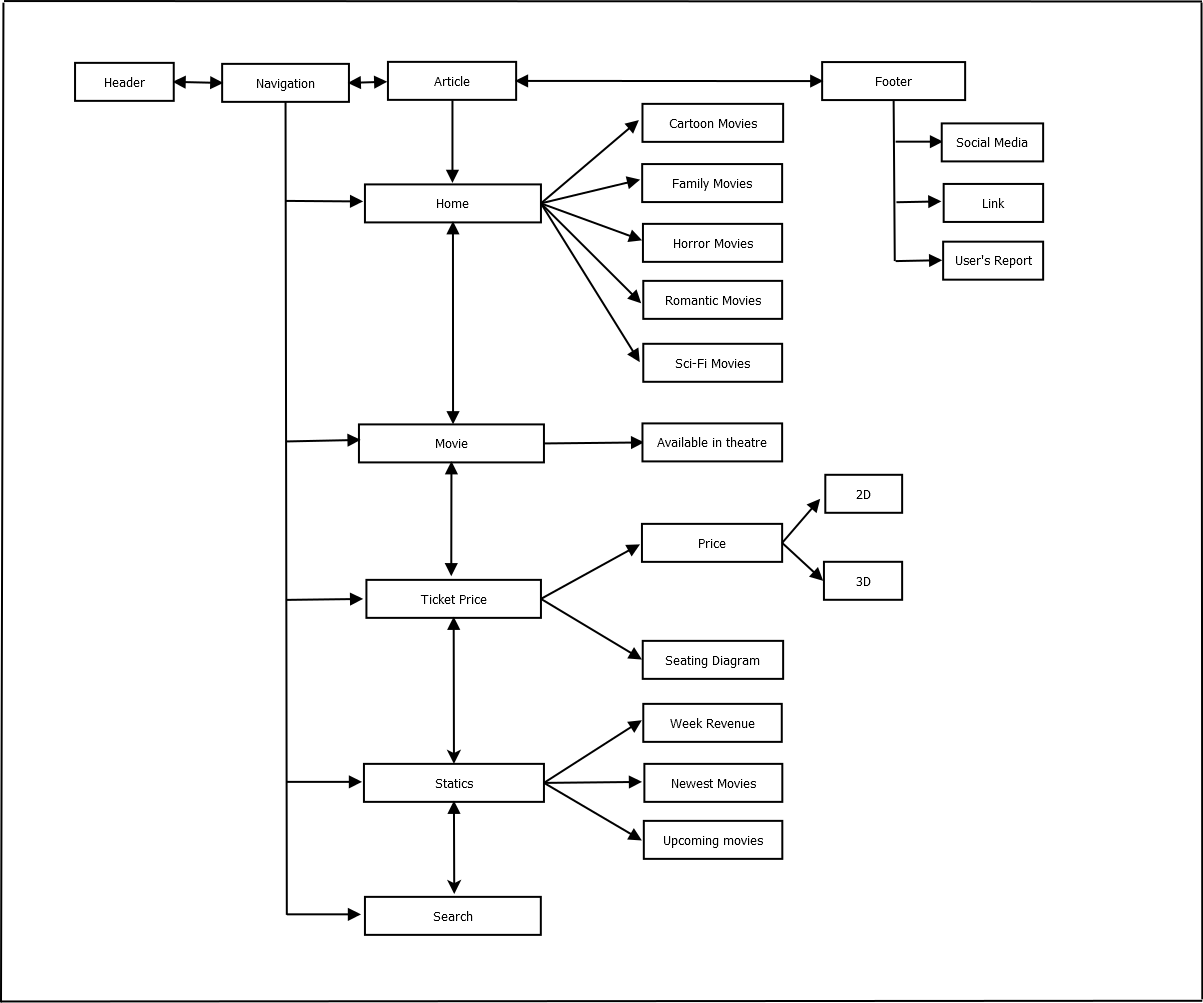 Header
Navigation
Article
Footer
Cartoon Movies
Social Media
Family Movies
Home
Link
Horror Movies
User's Report
Romantic Movies
Sci-Fi Movies
Movie
Available in theatre
2D
Price
3D
Ticket Price
Seating Diagram
Week Revenue
Statics
Newest Movies
Upcoming movies
Search